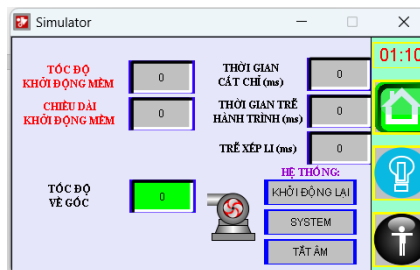 Simulator
01:10
TỐC ĐỘ
KHỞI ĐỘNG MỀM
0
THỜI GIAN
CẮT CHỈ (ms)
0
CHIỀU DÀI
KHỞI ĐỘNG MỀM
0
THỜI GIAN TRỄ
HÀNH TRÌNH (ms)
0
TRỄ XẾP LI (ms)
0
HỆ THỐNG:
TỐC ĐỘ
VỀ GỐC
0
KHỞI ĐỘNG LẠI
SYSTEM
TẮT ÂM